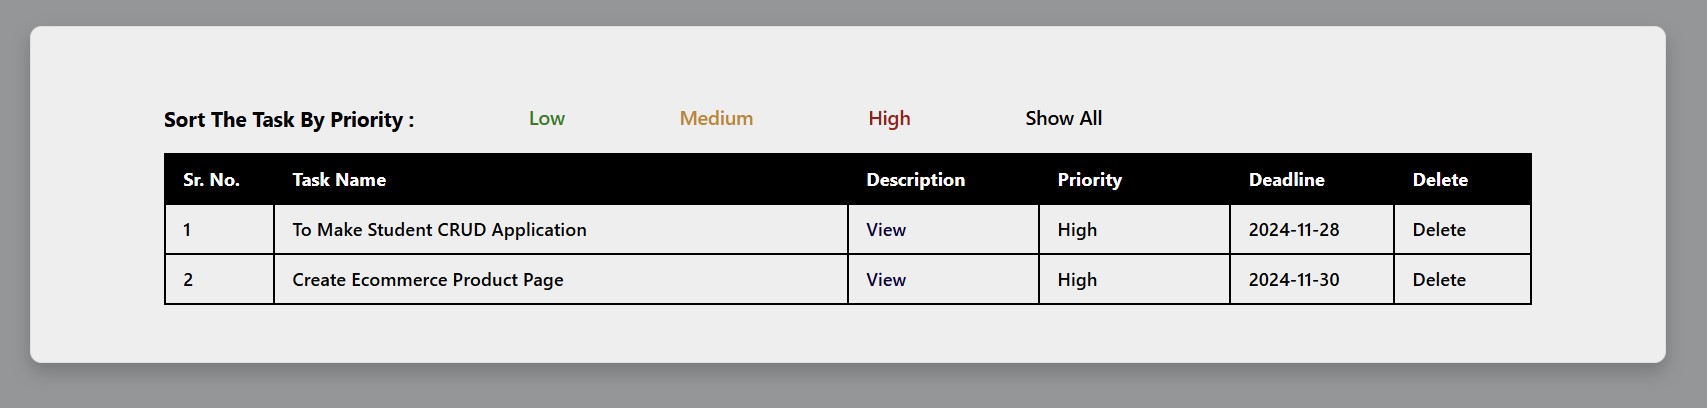 Sort The Task By Priority : Low Medium High Show All
Sr. No. Task Name Description Priority Deadline Delete
1 To Make Student CRUD Application View High 2024-11-28 Delete
2 Create Ecommerce Product Page View High 2024-11-30 Delete